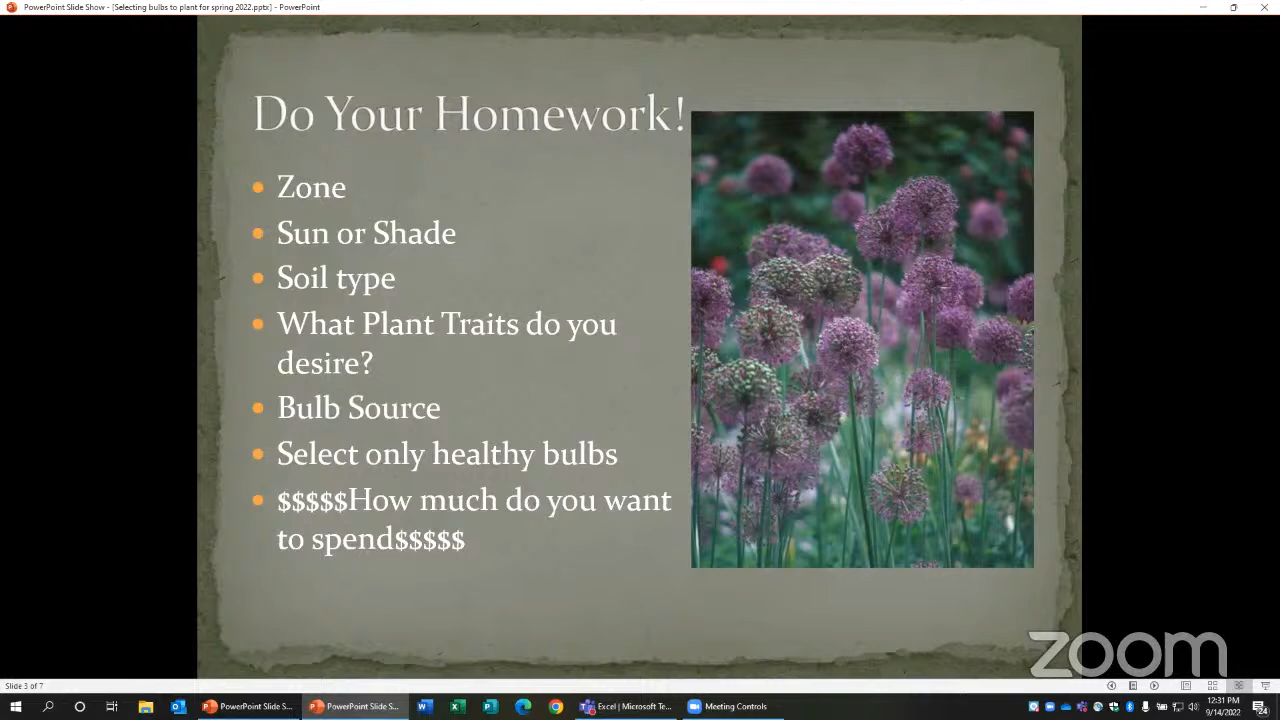 PowerPoint Slide Show - [Selecting bulbs to plant for spring 2022.pptx] - PowerPoint
Do Your Homework!
Zone
Sun or Shade
Soil type
What Plant Traits do you
desire?
Bulb Source
Select only healthy bulbs
$$$$$How much do you want
to spend$$$$$
zoom
Slide 3 of 7
PowerPoint Slide S...
PowerPoint Slide S...
Excel | Microsoft Te...
Meeting Controls
12:31 PM
9/14/2022
24